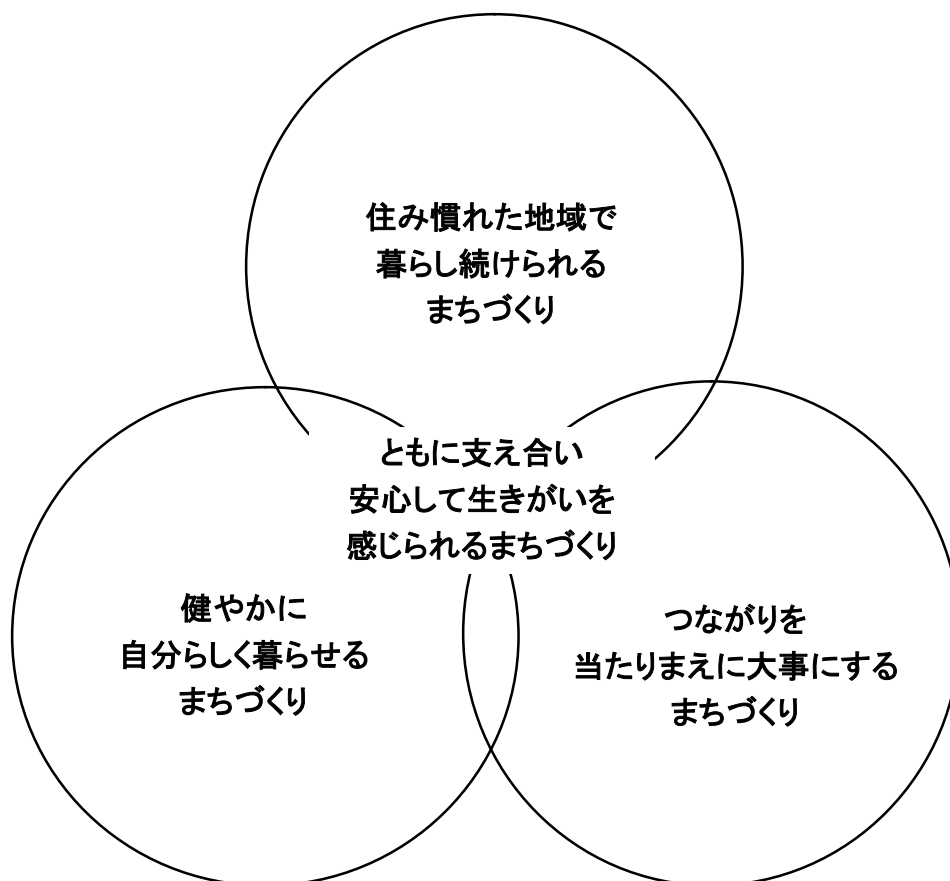 住み慣れた地域で
暮らし続けられる
まちづくり
ともに支え合い
安心して生きがいを
感じられるまちづくり
健やかに
自分らしく暮らせる
まちづくり
つながりを
当たりまえに大事にする
まちづくり